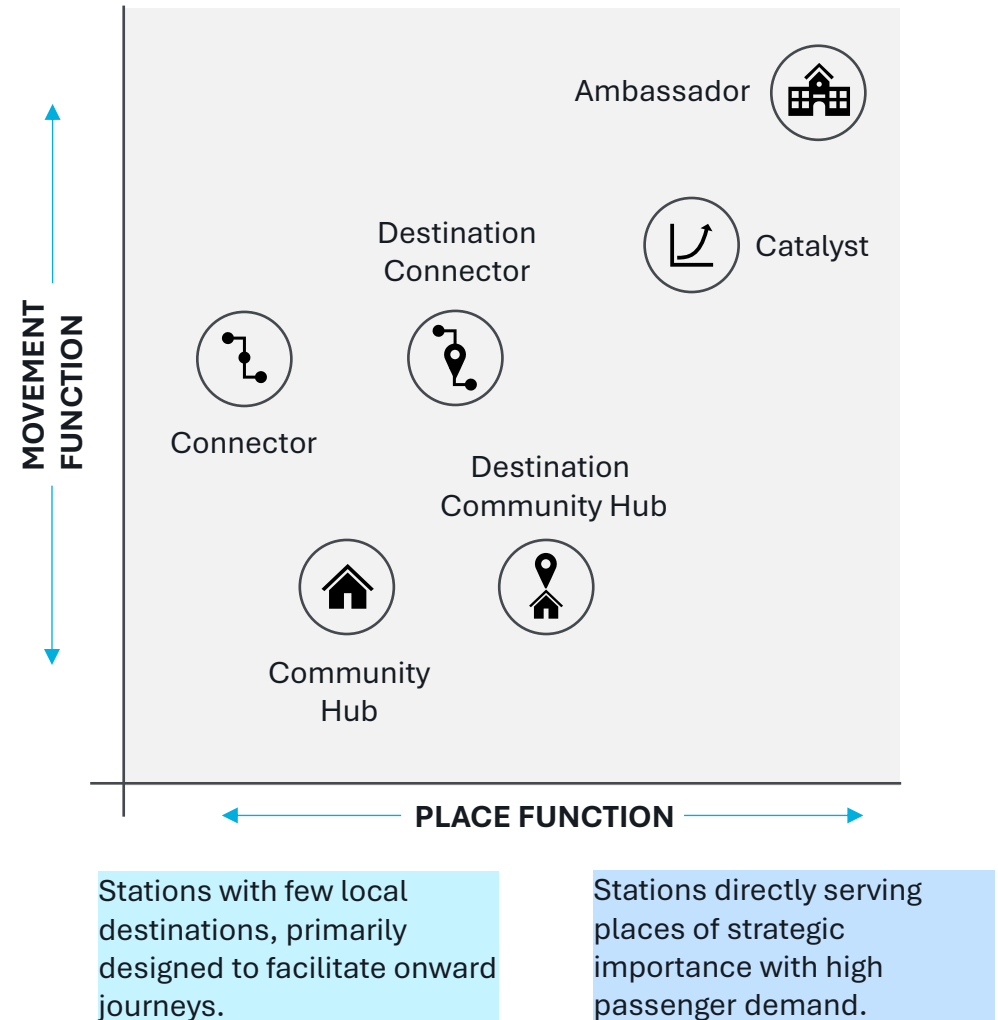 Ambassador
Destination
Connector
Catalyst
MOVEMENT
FUNCTION
Connector
Destination
Community Hub
Community
Hub
PLACE FUNCTION
Stations with few local
destinations, primarily
designed to facilitate onward
journeys.
Stations directly serving
places of strategic
importance with high
passenger demand.